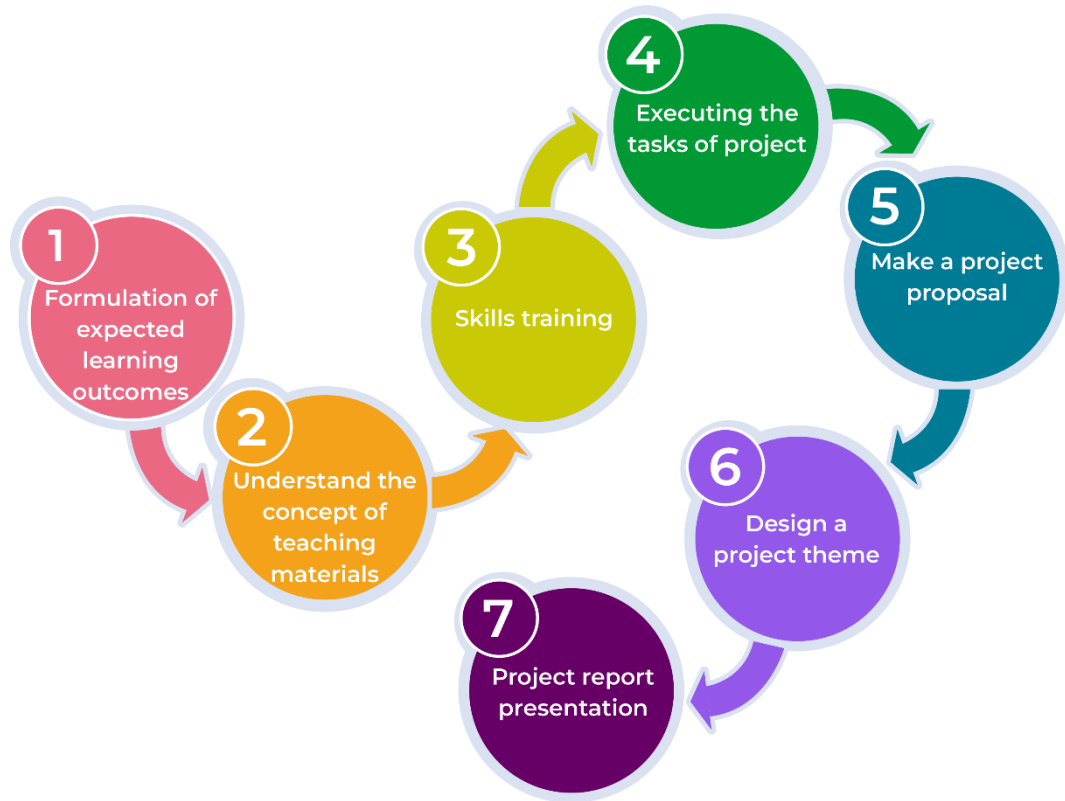 1
Formulation of
expected
learning
outcomes
2
Understand the
concept of
teaching
materials
3
Skills training
4
Executing the
tasks of project
5
Make a project
proposal
6
Design a
project theme
7
Project report
presentation